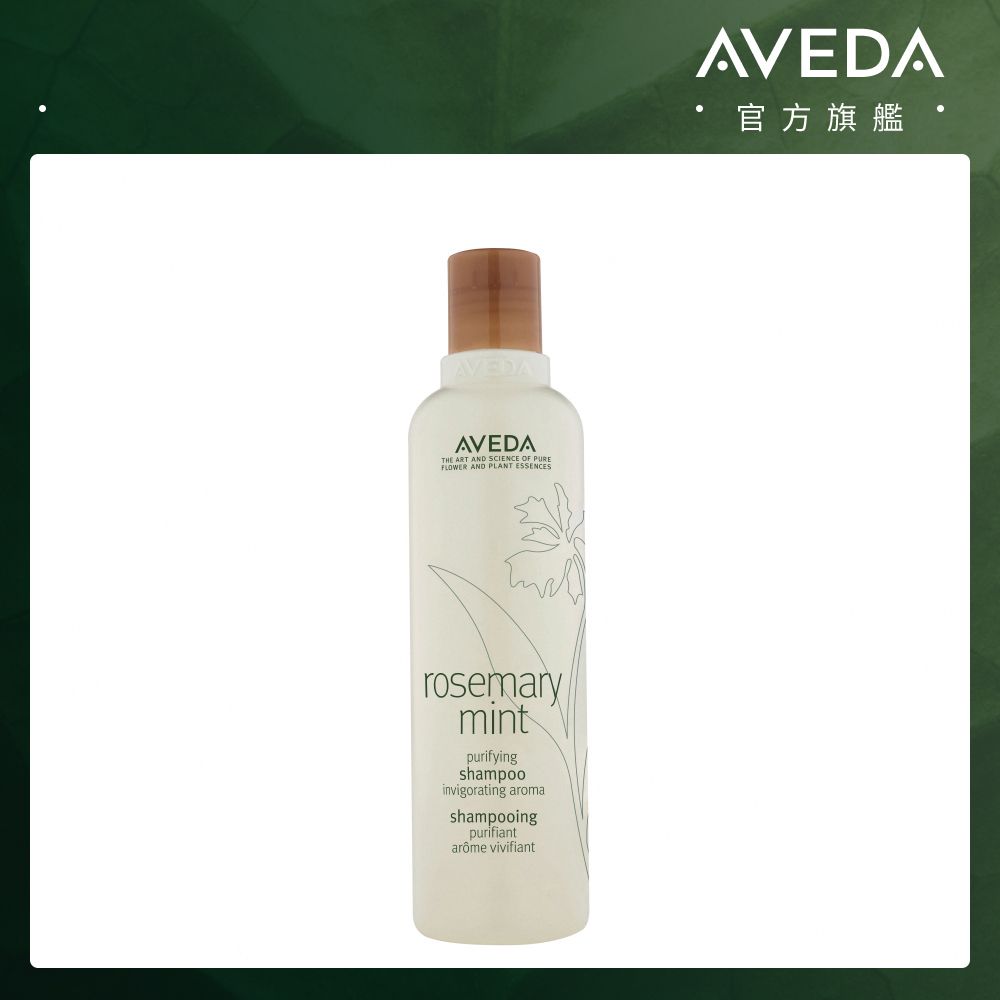 AVEDA
官方旗艦
AVEDA
AVEDA
THE ART AND SCIENCE OF PURE
FLOWER AND PLANT ESSENCES
rosemary
mint
purifying
shampoo
invigorating aroma
shampooing
purifiant
arôme vivifiant